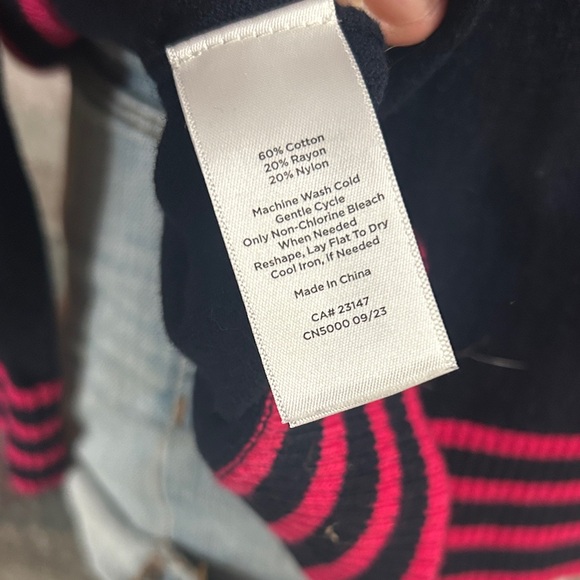 60% Cotton
20% Rayon
20% Nylon
Machine Wash Cold
Gentle Cycle
Only Non-Chlorine Bleach
When Needed
Reshape, Lay Flat To Dry
Cool Iron, If Needed
Made In China
CA# 23147
CN5000 09/23